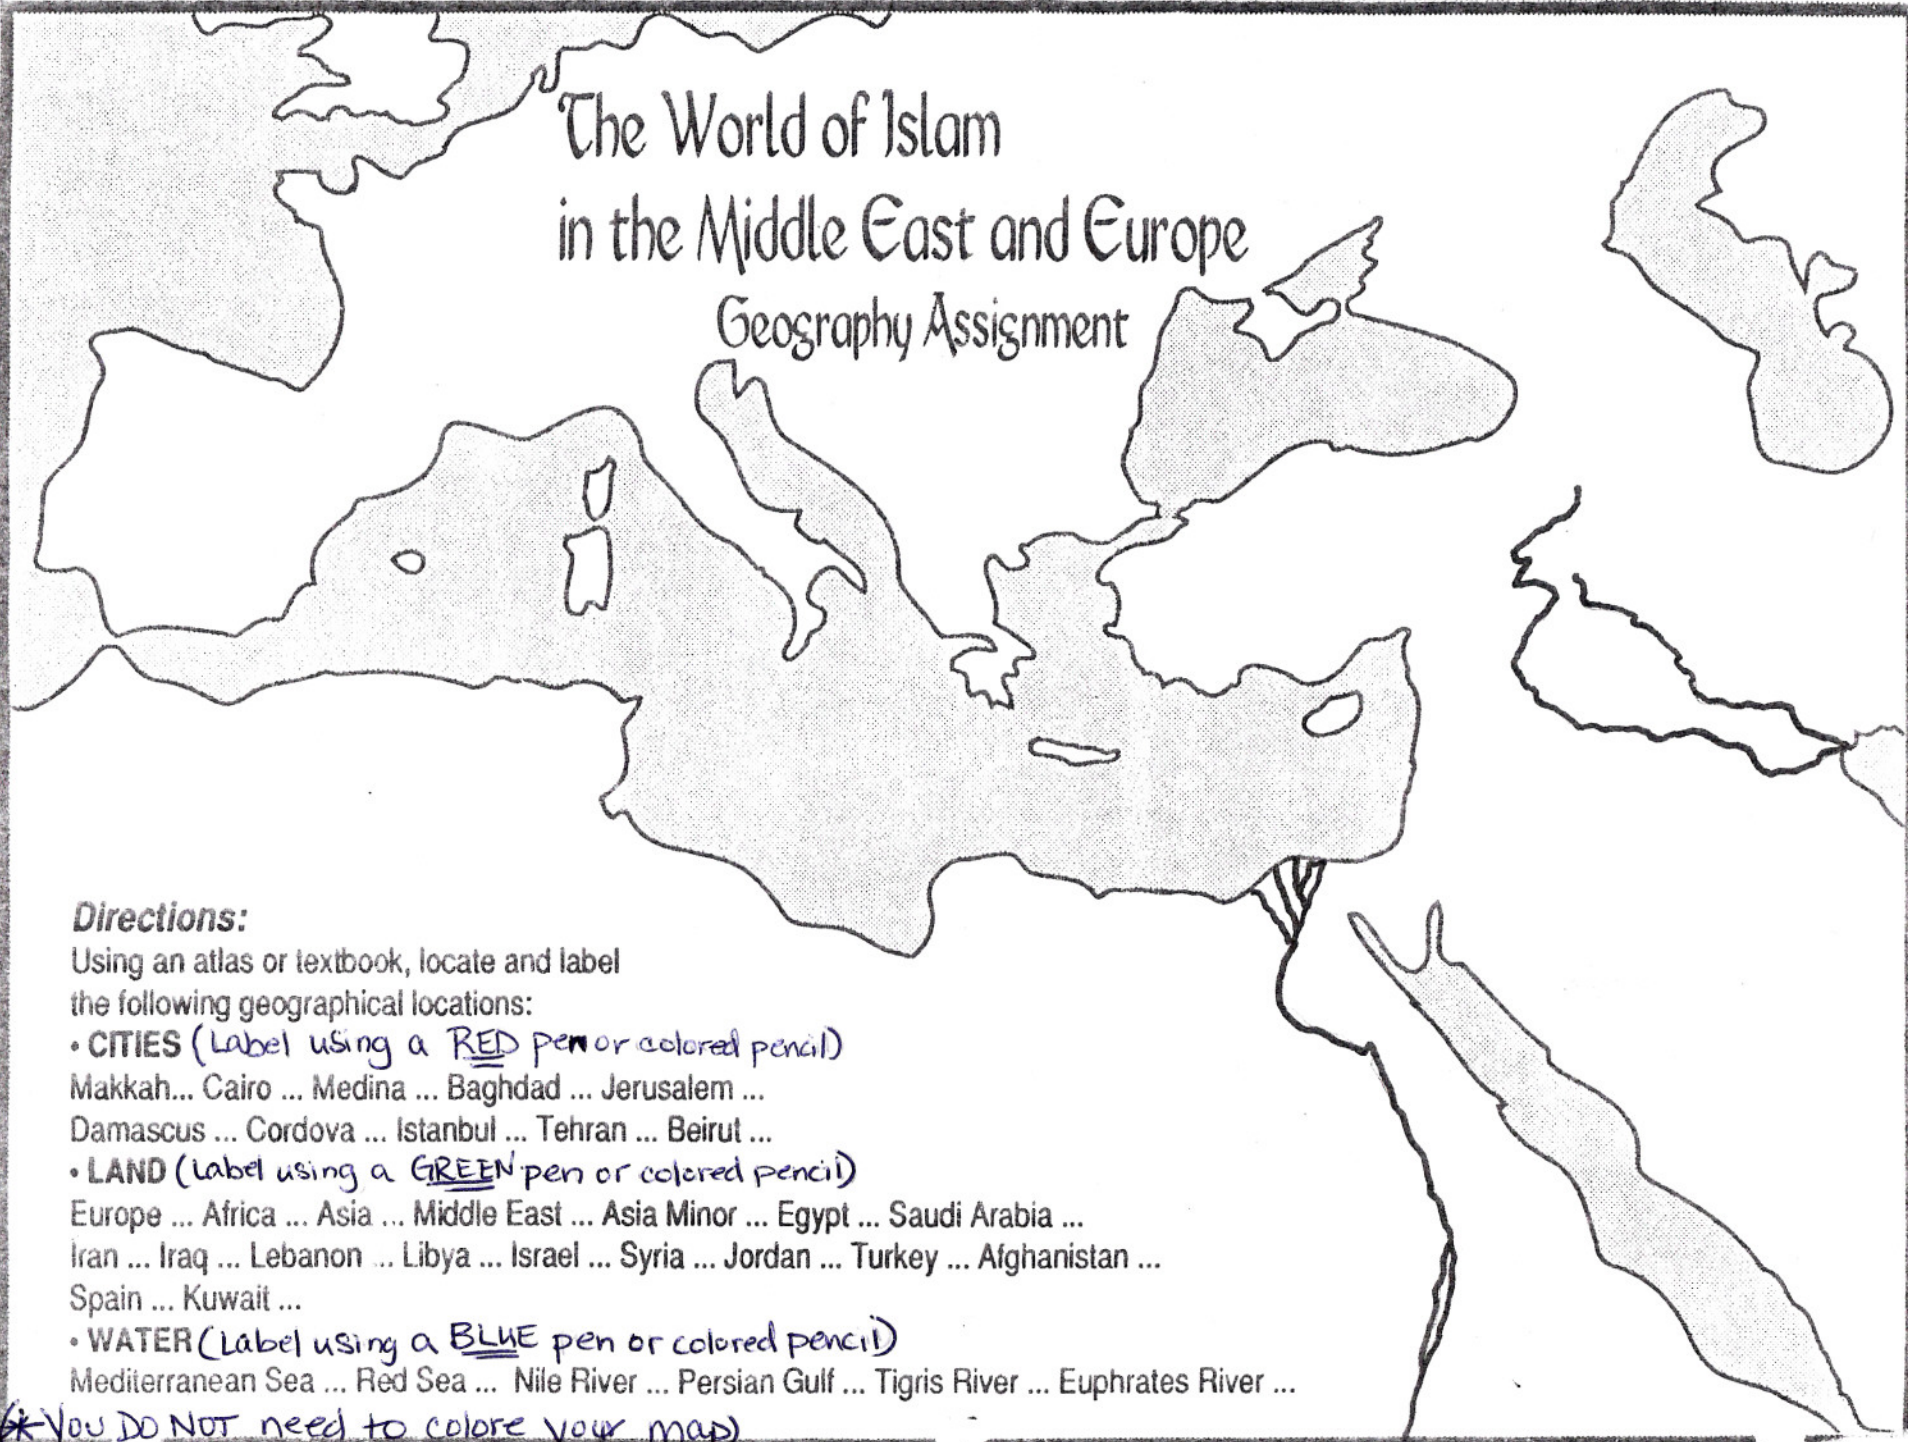 The World of Islam
in the Middle East and Europe
Geography Assignment
Directions:
Using an atlas or textbook, locate and label
the following geographical locations:
• CITIES (Label using a RED pen or colored pencil)
Makkah... Cairo ... Medina ... Baghdad ... Jerusalem ...
Damascus ... Cordova ... Istanbul ... Tehran ... Beirut ...
• LAND (Label using a GREEN pen or colored pencil)
Europe ... Africa ... Asia ... Middle East ... Asia Minor ... Egypt ... Saudi Arabia ...
Iran ... Iraq ... Lebanon ... Libya ... Israel ... Syria ... Jordan ... Turkey ... Afghanistan ...
Spain ... Kuwait ...
• WATER (Label using a BLUE pen or colored pencil)
Mediterranean Sea ... Red Sea ... Nile River ... Persian Gulf ... Tigris River ... Euphrates River ...
(* You DO NOT need to colore your map)